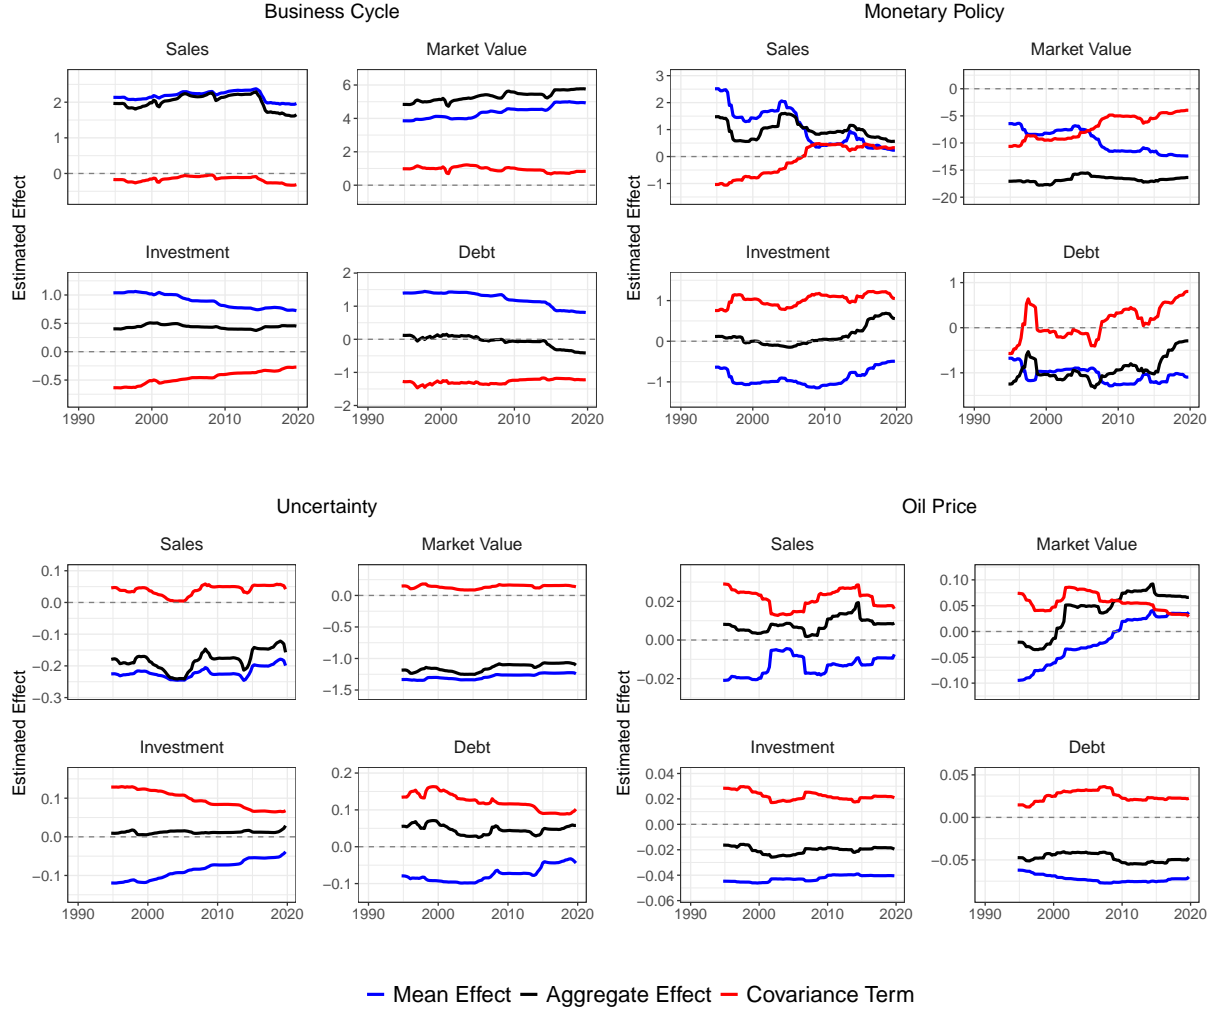 Business Cycle
Monetary Policy
Sales
Market Value
Sales
Market Value
2
1
0
6
4
2
0
3
2
1
0
−1
0
−5
−10
−15
−20
Estimated Effect
Estimated Effect
Investment
Debt
Investment
Debt
1.0
0.5
0.0
−0.5
2
1
0
−1
−2
1
0
−1
1
0
−1
1990 2000 2010 2020
1990 2000 2010 2020
1990 2000 2010 2020
1990 2000 2010 2020
Uncertainty
Oil Price
Sales
Market Value
Sales
Market Value
0.1
0.0
−0.1
−0.2
−0.3
0.0
−0.5
−1.0
−1.5
0.02
0.00
−0.02
0.10
0.05
0.00
−0.05
−0.10
Estimated Effect
Estimated Effect
Investment
Debt
Investment
Debt
0.1
0.0
−0.1
0.2
0.1
0.0
−0.1
0.04
0.02
0.00
−0.02
−0.04
−0.06
0.05
0.00
−0.05
1990 2000 2010 2020
1990 2000 2010 2020
1990 2000 2010 2020
1990 2000 2010 2020
Mean Effect Aggregate Effect Covariance Term